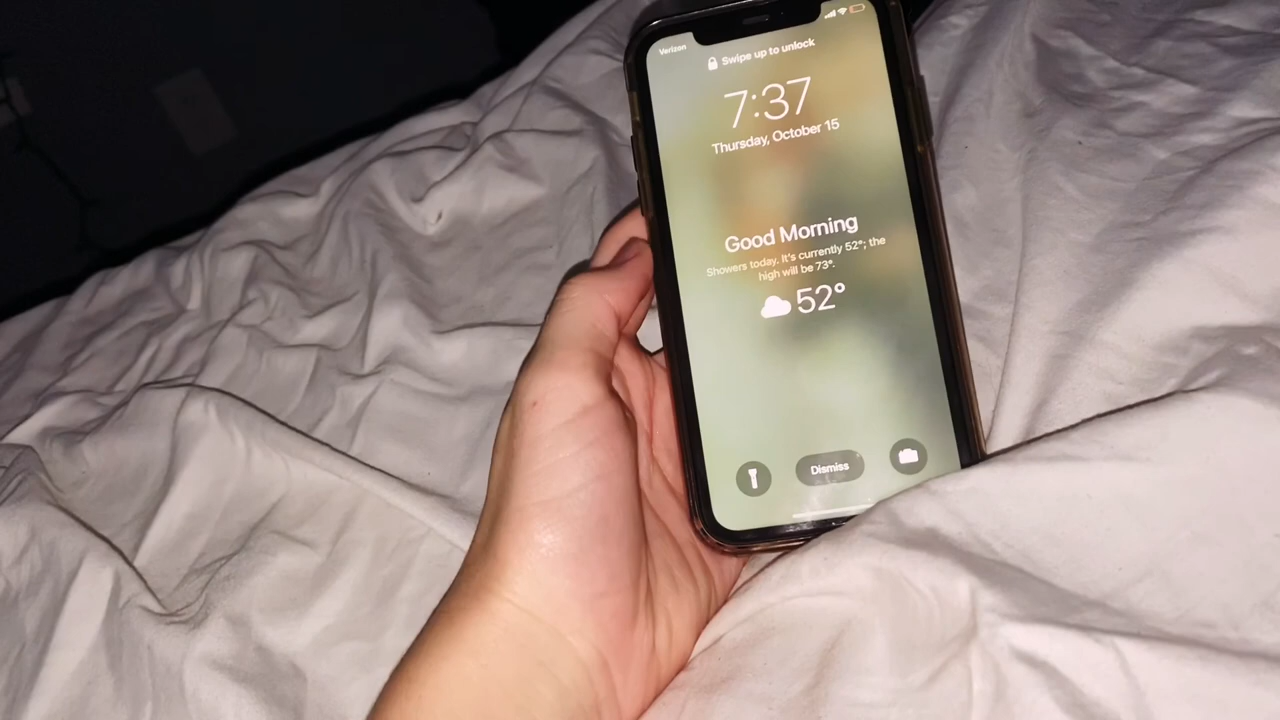 Verizon
Swipe up to unlock
7:37
Thursday, October 15
Good Morning
Showers today. It's currently 52°; the
high will be 73°.
52°
Dismiss